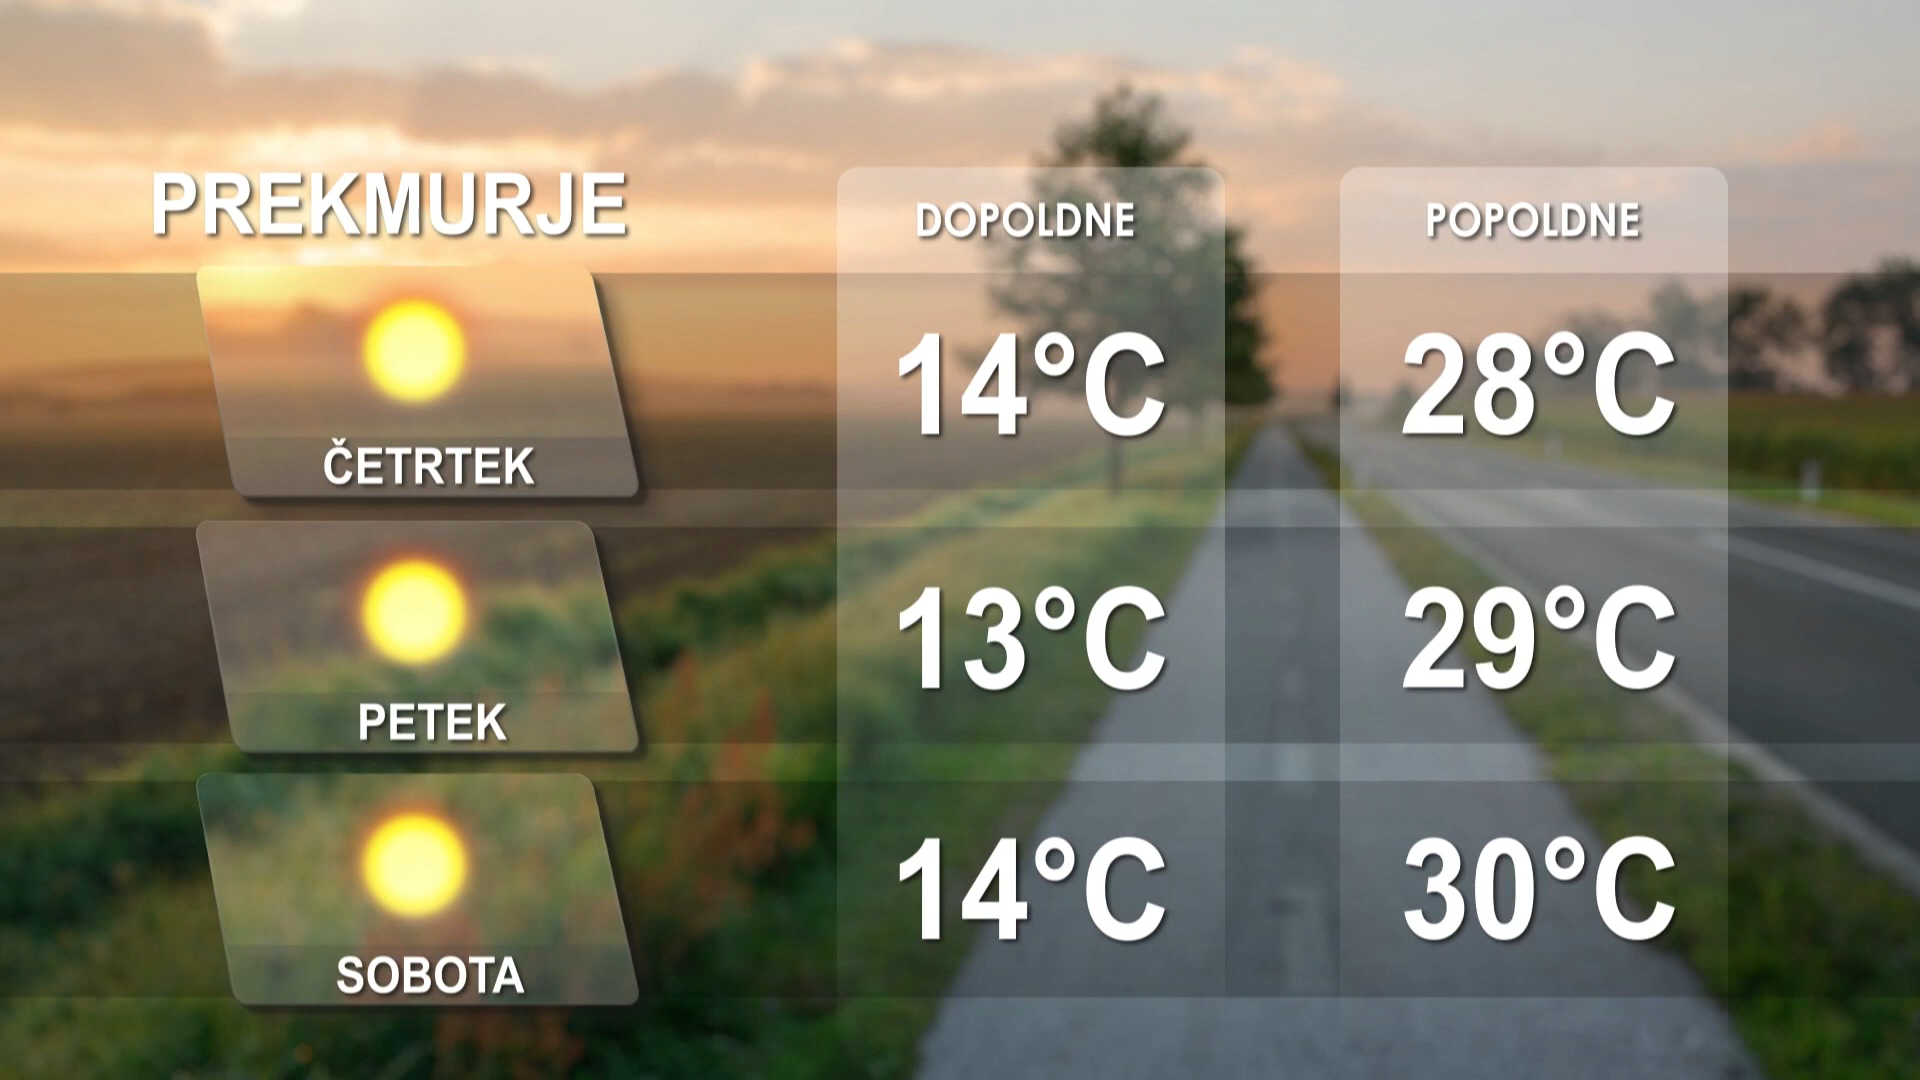 PREKMURJE
DOPOLDNE
POPOLDNE
14°C
28°C
ČETRTEK
13°C
29°C
PETEK
14°C
30°C
SOBOTA